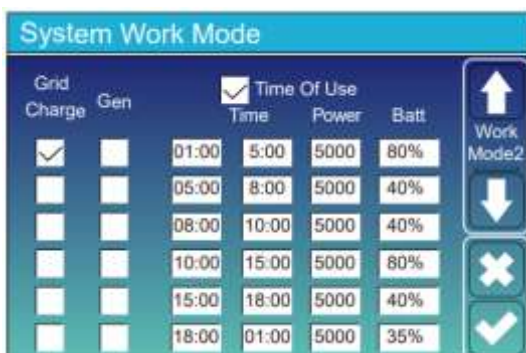 System Work Mode
Grid
Charge
Gen
Time Of Use
Time Power Batt
01:00 5:00 5000 80%
05:00 8:00 5000 40%
08:00 10:00 5000 40%
10:00 15:00 5000 80%
15:00 18:00 5000 40%
18:00 01:00 5000 35%
Work
Mode2